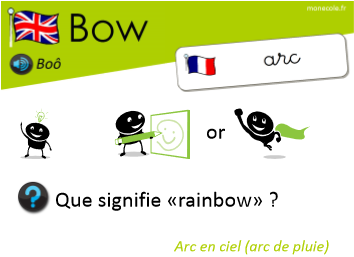 monecole.fr
Bow
Boô
arc
or
Que signifie «rainbow» ?
Arc en ciel (arc de pluie)